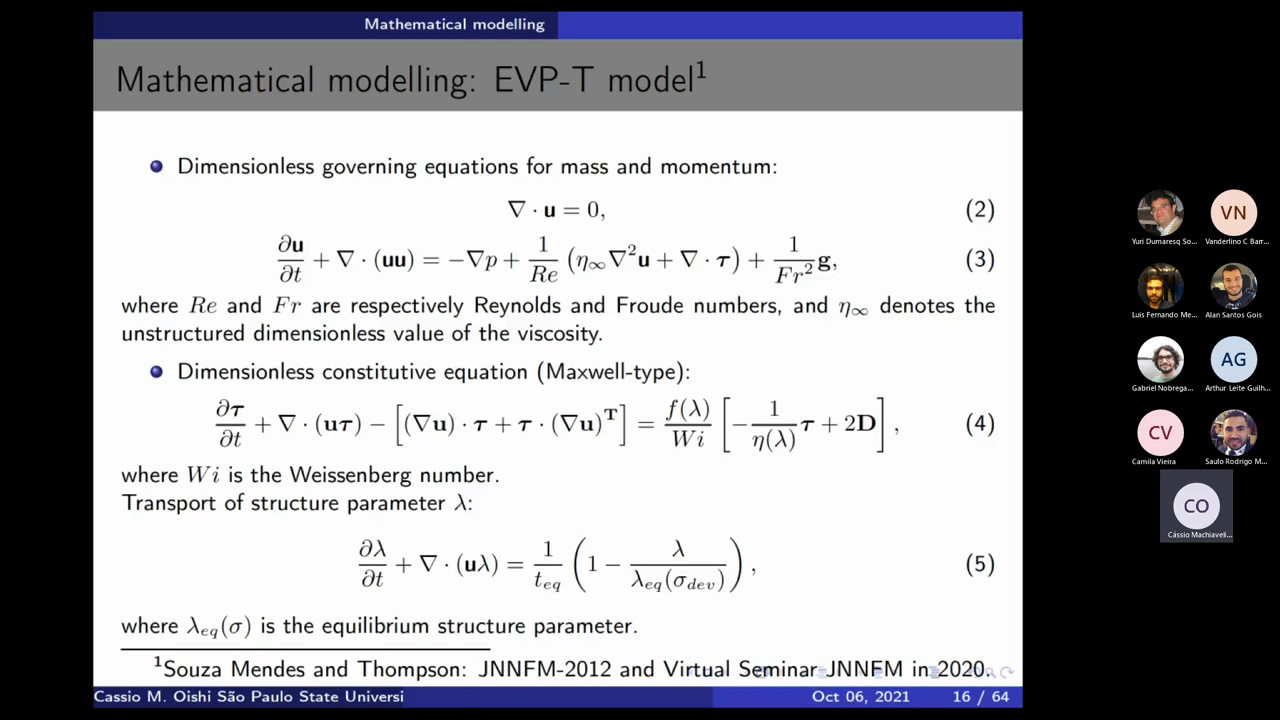 Mathematical modelling
Mathematical modelling: EVP-T model¹
Dimensionless governing equations for mass and momentum:
∇ · u = 0, (2)
∂u/∂t + ∇ · (uu) = −∇p + 1/Re (η∞∇²u + ∇ · τ) + 1/Fr² g, (3)
where Re and Fr are respectively Reynolds and Froude numbers, and η∞ denotes the
unstructured dimensionless value of the viscosity.
Dimensionless constitutive equation (Maxwell-type):
∂τ/∂t + ∇ · (uτ) − [(∇u) · τ + τ · (∇u)ᵀ] = f(λ)/Wi [−1/η(λ) τ + 2D], (4)
where Wi is the Weissenberg number.
Transport of structure parameter λ:
∂λ/∂t + ∇ · (uλ) = 1/t_eq (1 − λ/λ_eq(σ_dev)), (5)
where λ_eq(σ) is the equilibrium structure parameter.
¹Souza Mendes and Thompson: JNNFM-2012 and Virtual Seminar JNNFM in 2020.
Cassio M. Oishi São Paulo State Universi Oct 06, 2021 16 / 64
VN
Yuri Dumaresq So... Vanderlino C Bar...
Luis Fernando Me... Alan Santos Gois
AG
Gabriel Nobrega... Arthur Leite Guilh...
CV
Camila Vieira Saulo Rodrigo M...
CO
Cássio Machiaveli...